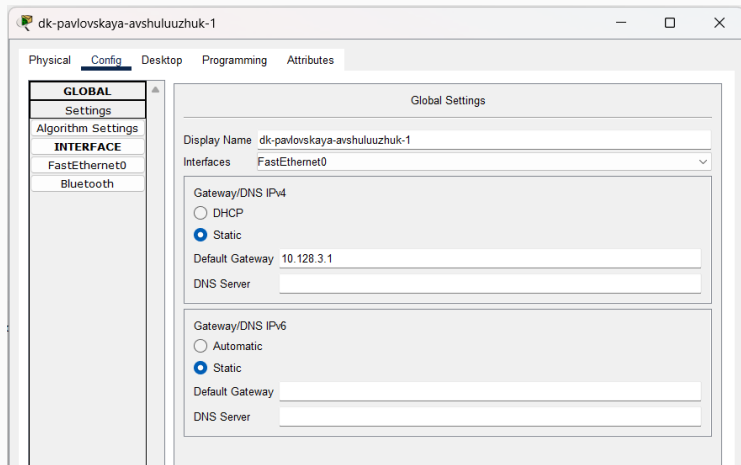 dk-pavlovskaya-avshuluuzhuk-1
Physical Config Desktop Programming Attributes
GLOBAL
Settings
Algorithm Settings
INTERFACE
FastEthernet0
Bluetooth
Global Settings
Display Name dk-pavlovskaya-avshuluuzhuk-1
Interfaces FastEthernet0
Gateway/DNS IPv4
DHCP
Static
Default Gateway 10.128.3.1
DNS Server
Gateway/DNS IPv6
Automatic
Static
Default Gateway
DNS Server